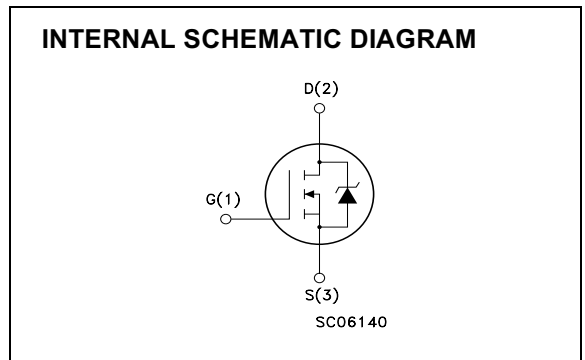 INTERNAL SCHEMATIC DIAGRAM
D(2)
G(1)
S(3)
SC06140